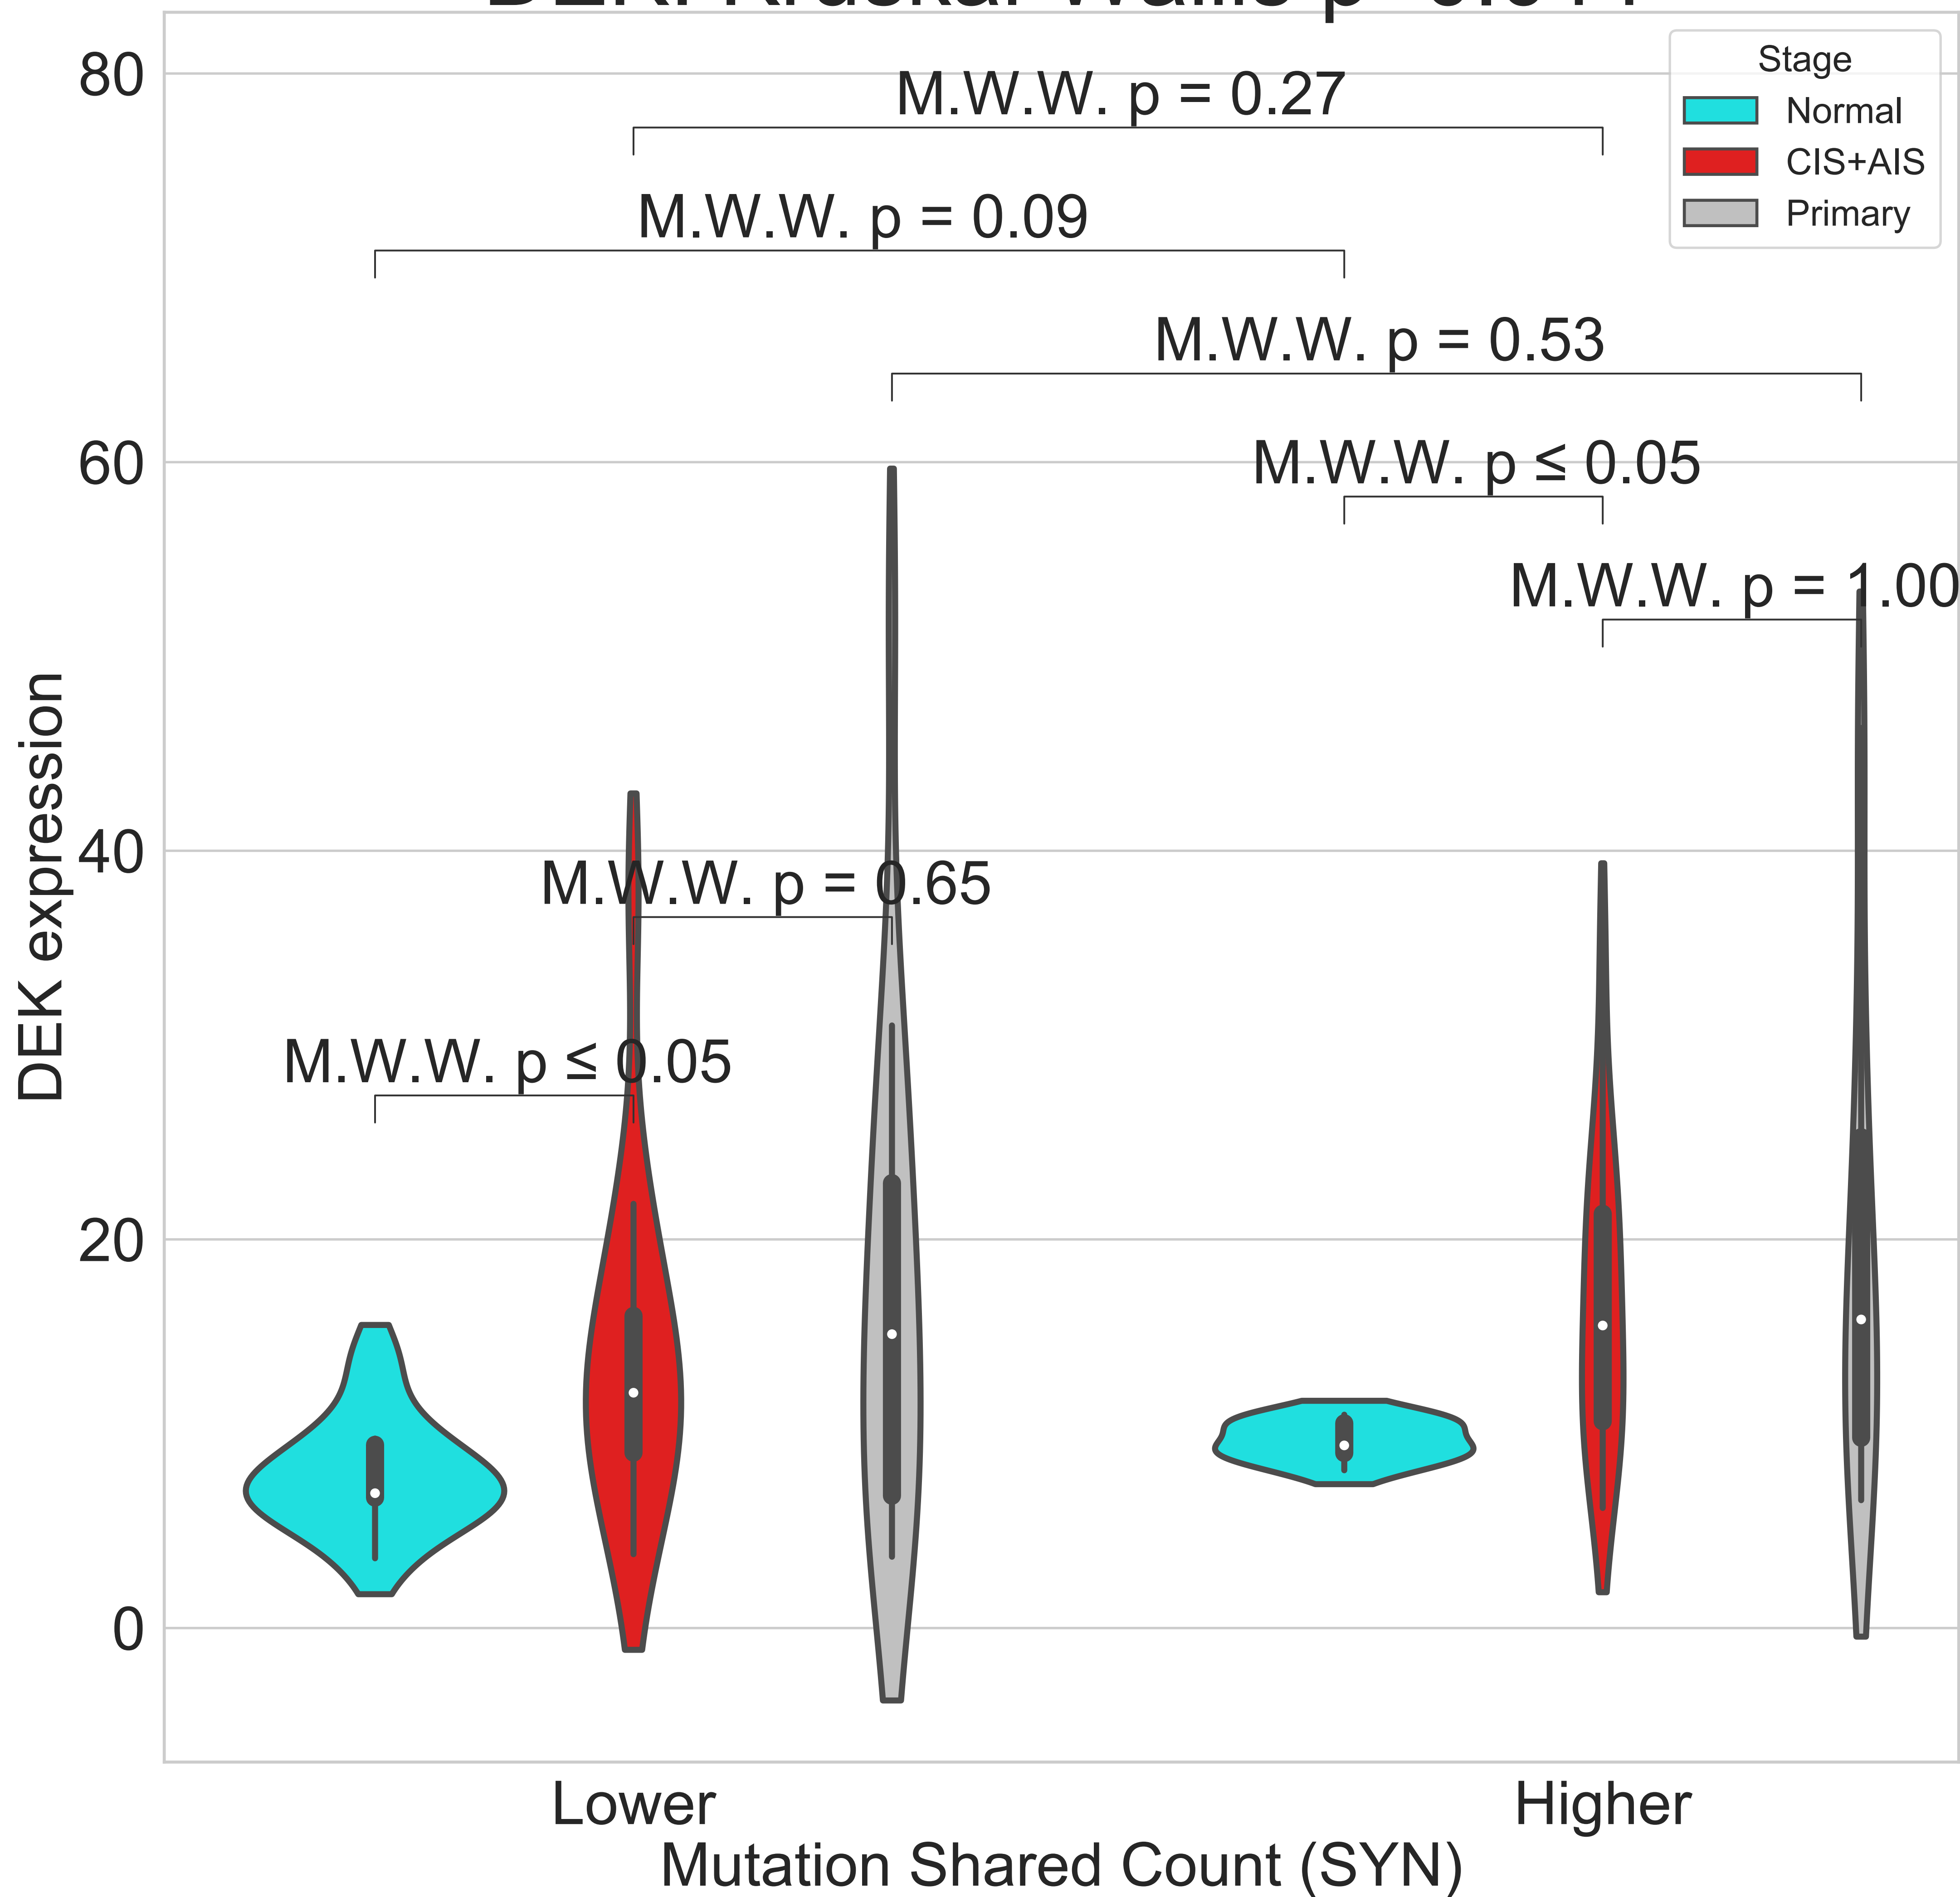 80
M.W.W. p = 0.27
Stage
Normal
CIS+AIS
Primary
M.W.W. p = 0.09
M.W.W. p = 0.53
60
M.W.W. p ≤ 0.05
M.W.W. p = 1.00
DEK expression
40
M.W.W. p = 0.65
M.W.W. p ≤ 0.05
20
0
Lower
Higher
Mutation Shared Count (SYN)